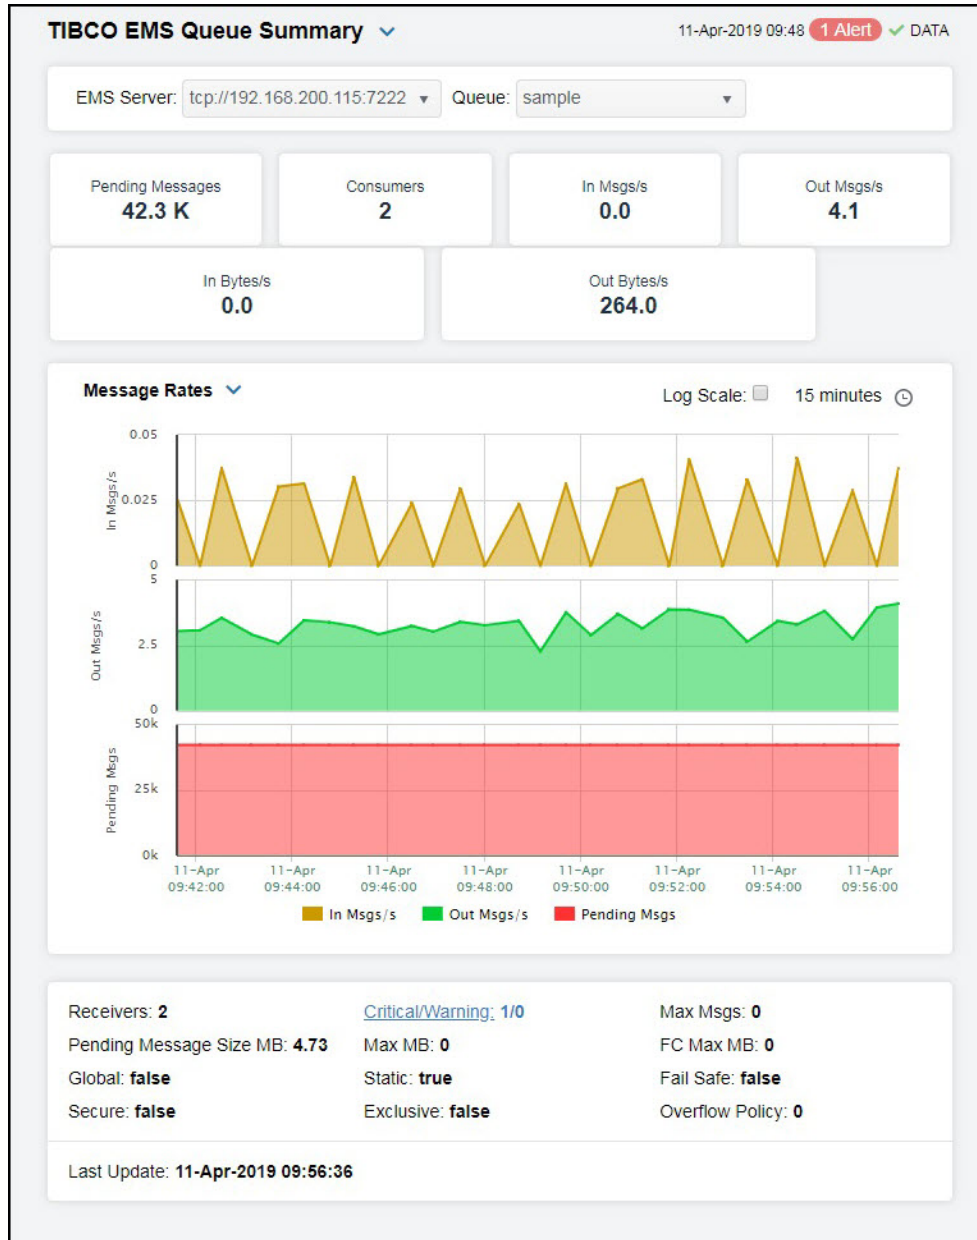 TIBCO EMS Queue Summary 11-Apr-2019 09:48 1 Alert DATA
EMS Server: tcp://192.168.200.115:7222 Queue: sample
Pending Messages Consumers In Msgs/s Out Msgs/s
42.3 K 2 0.0 4.1
In Bytes/s Out Bytes/s
0.0 264.0
Message Rates Log Scale: 15 minutes
0.05
In Msgs/s
0.025
0
5
Out Msgs/s
2.5
0
50k
Pending Msgs
25k
0k
11-Apr 11-Apr 11-Apr 11-Apr 11-Apr 11-Apr 11-Apr 11-Apr
09:42:00 09:44:00 09:46:00 09:48:00 09:50:00 09:52:00 09:54:00 09:56:00
In Msgs/s Out Msgs/s Pending Msgs
Receivers: 2 Critical/Warning: 1/0 Max Msgs: 0
Pending Message Size MB: 4.73 Max MB: 0 FC Max MB: 0
Global: false Static: true Fail Safe: false
Secure: false Exclusive: false Overflow Policy: 0
Last Update: 11-Apr-2019 09:56:36